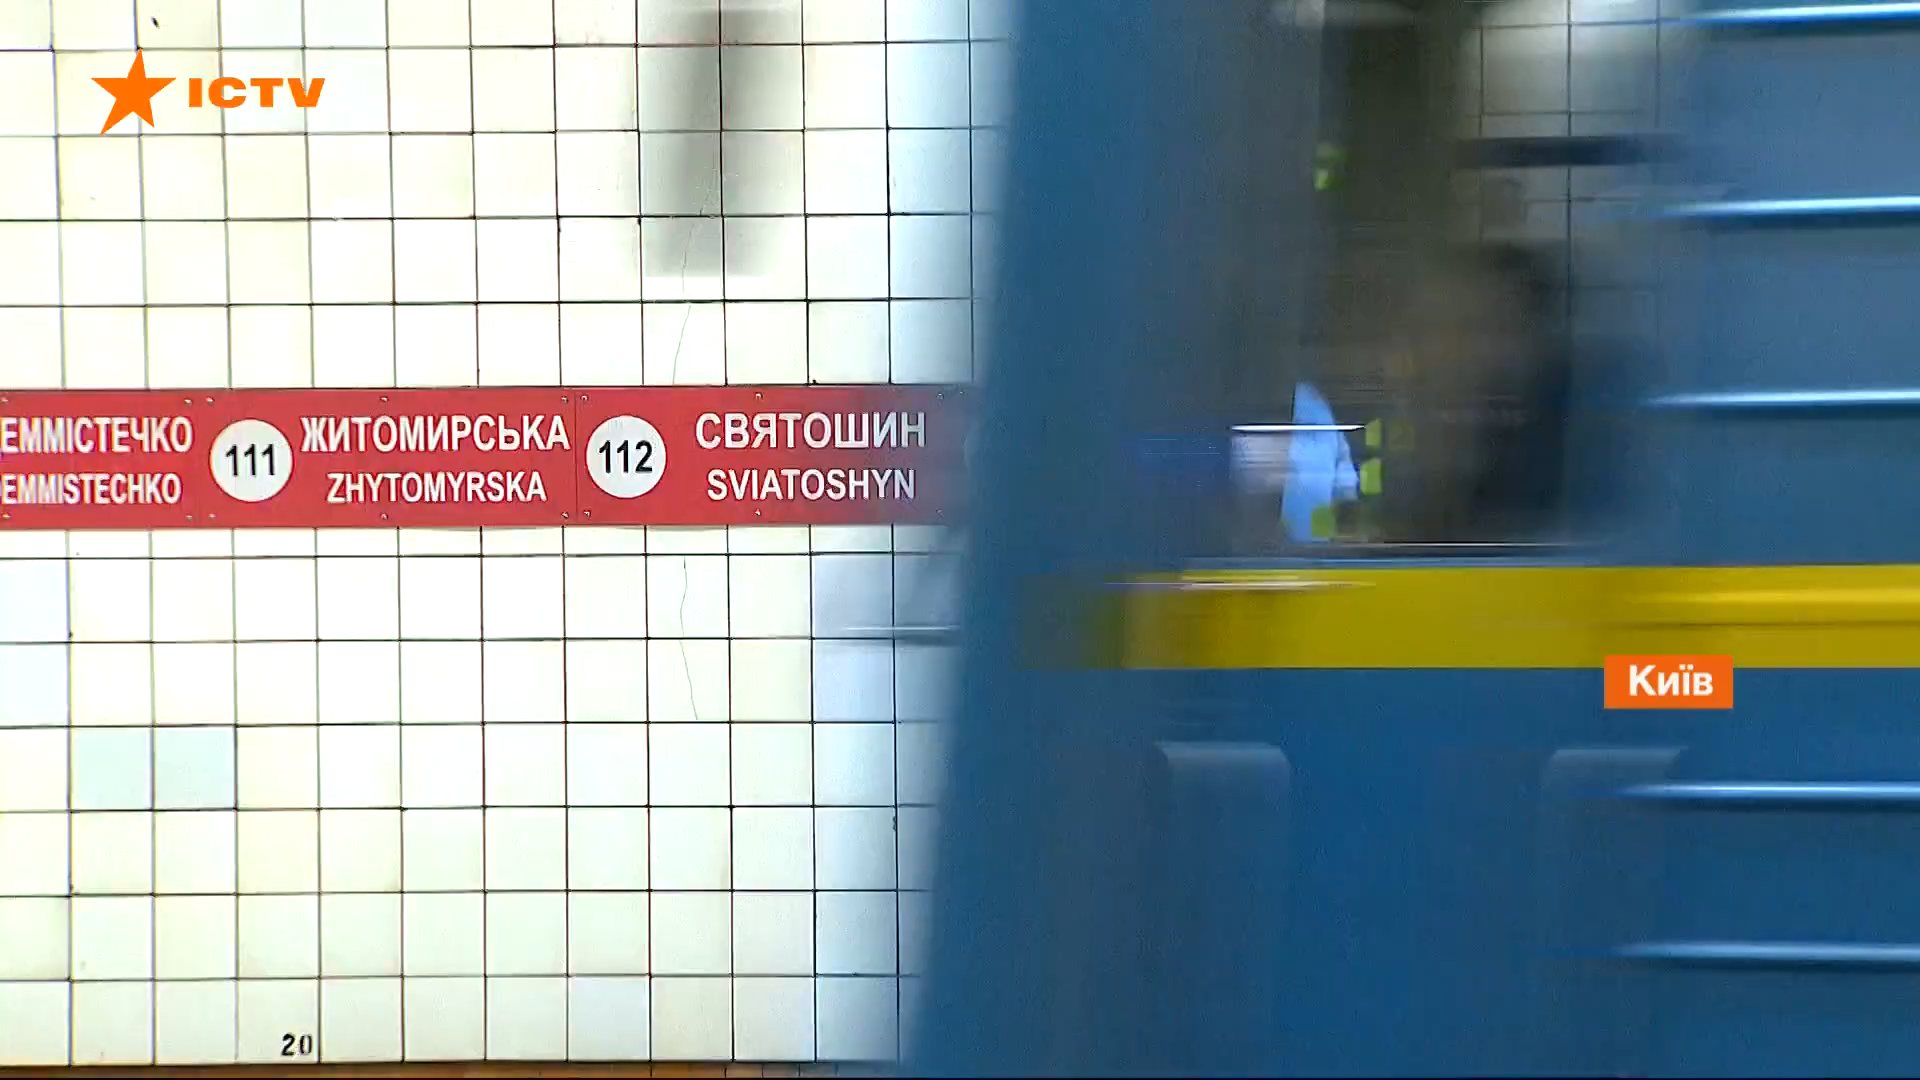 ICTV
ЕММІСТЕЧКО
EMMISTECHKO
111
ЖИТОМИРСЬКА
ZHYTOMYRSKA
112
СВЯТОШИН
SVIATOSHYN
Київ
20